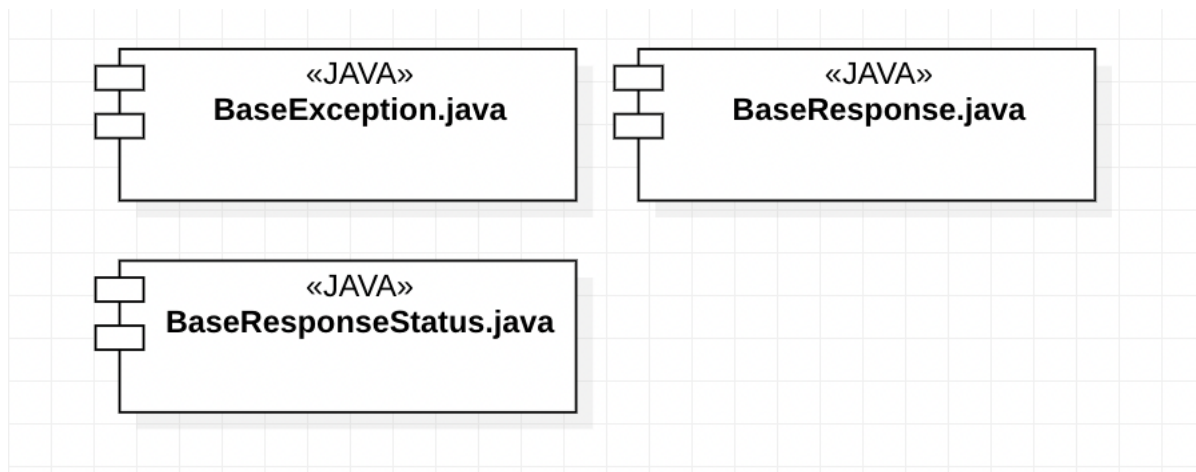 «JAVA»
BaseException.java
«JAVA»
BaseResponse.java
«JAVA»
BaseResponseStatus.java